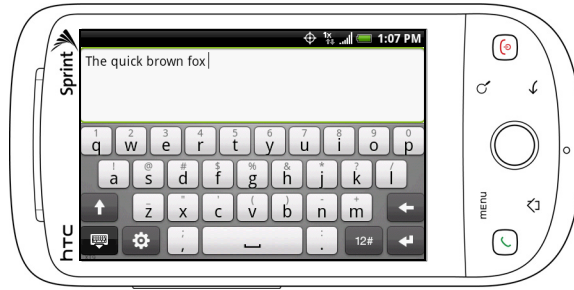 1x 1:07 PM
Sprint
The quick brown fox
1 2 3 4 5 6 7 8 9 0
q w e r t y u i o p
! @ # $ % & * ? /
a s d f g h j k l
_ " ' ( ) - +
z x c v b n m
; :
, . 12#
hTC
MENU